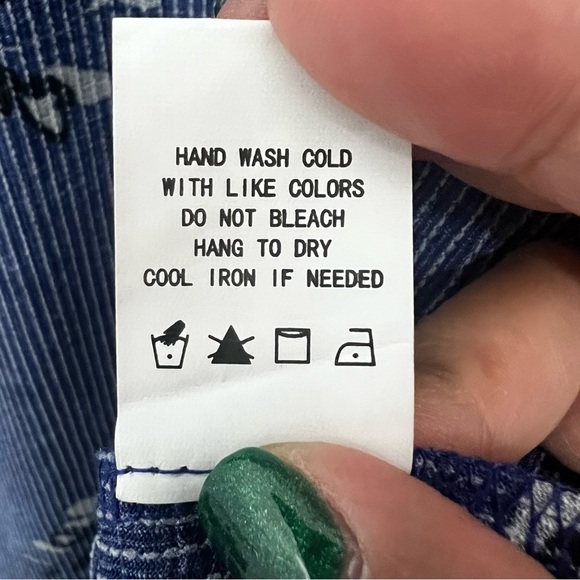 HAND WASH COLD
WITH LIKE COLORS
DO NOT BLEACH
HANG TO DRY
COOL IRON IF NEEDED